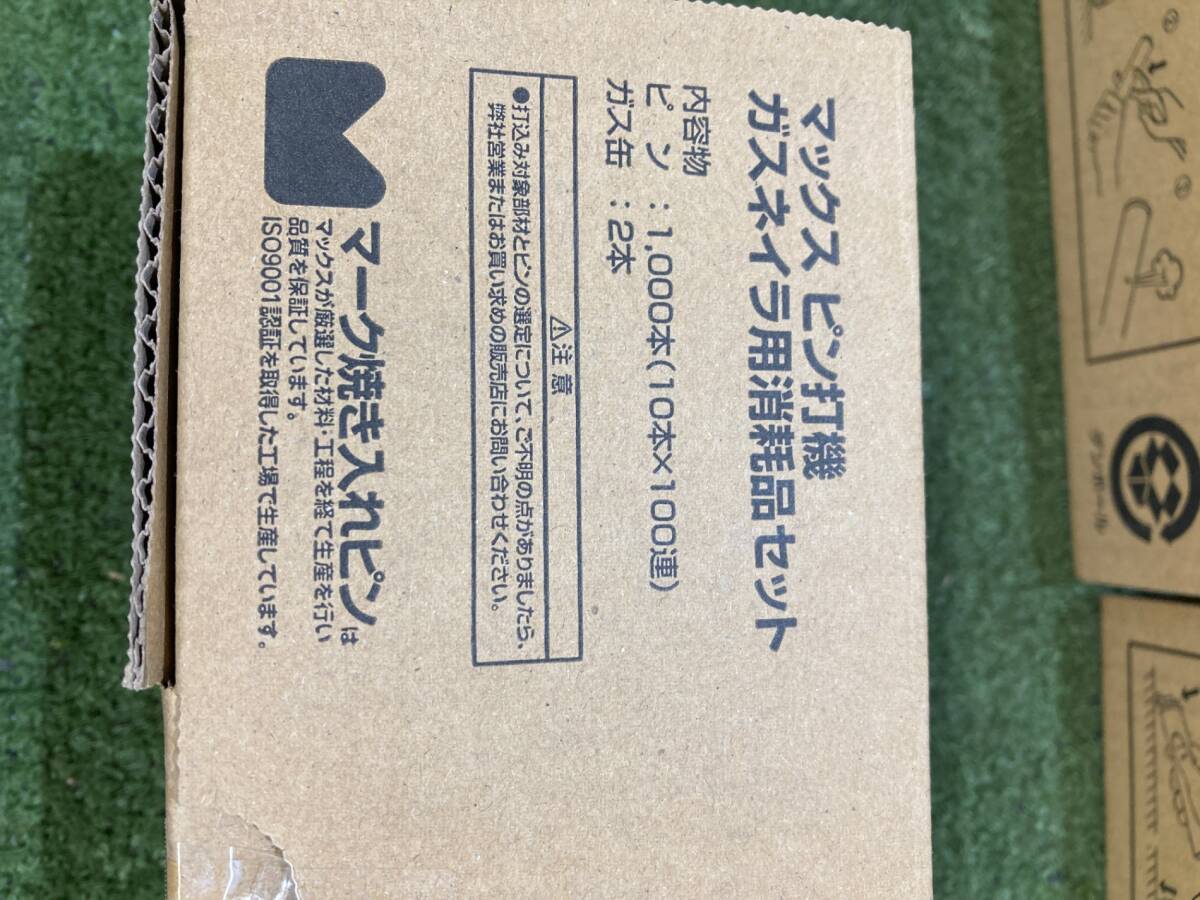 マックス ピン打機
ガスネイラ用消耗品セット
内容物
ピン：1,000本(10本×100連)
ガス缶：2本
⚠注意
●打込み対象部材とピンの選定について、ご不明の点がありましたら、
弊社営業またはお買い求めの販売店にお問い合わせください。
マーク焼き入れピンは
マックスが厳選した材料・工程を経て生産を行い
品質を保証しています。
ISO9001認証を取得した工場で生産しています。
ダンボール